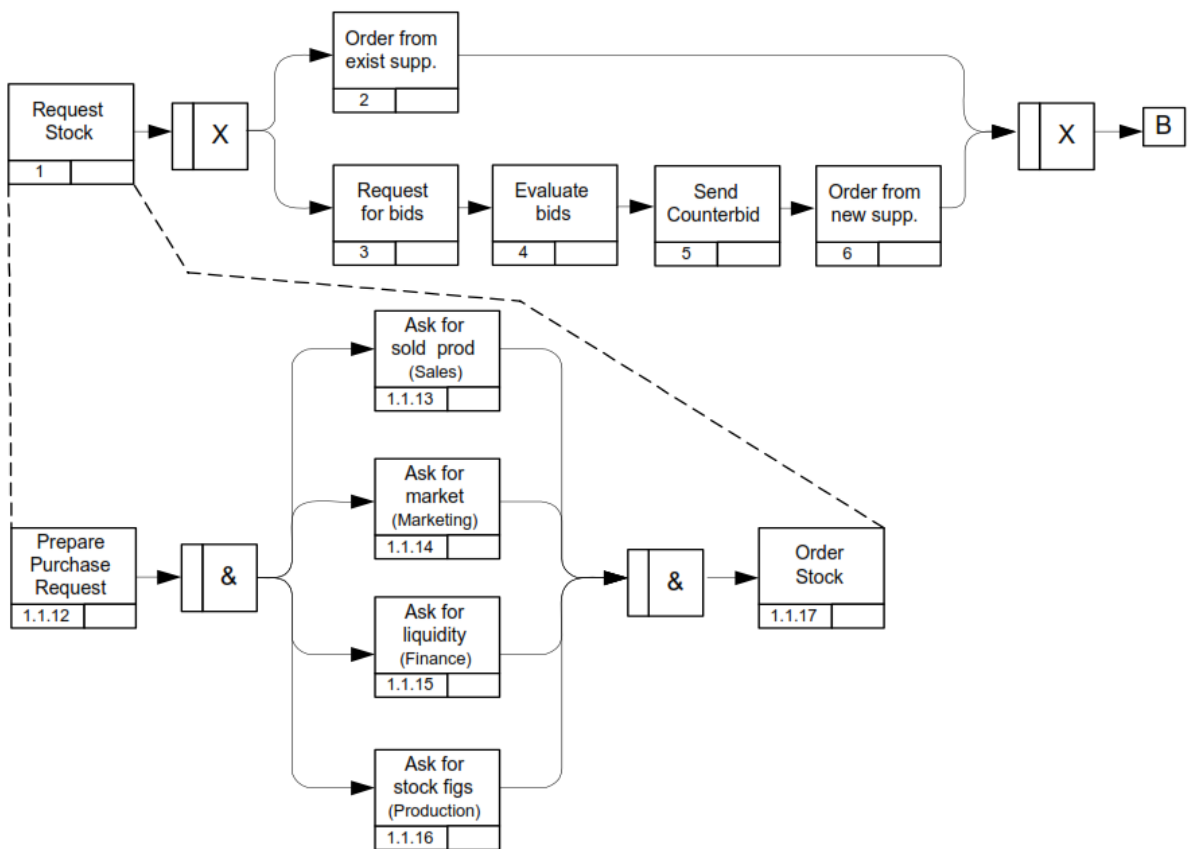 Order from
exist supp.
2
Request
Stock
1
X
X
B
Request
for bids
3
Evaluate
bids
4
Send
Counterbid
5
Order from
new supp.
6
Ask for
sold prod
(Sales)
1.1.13
Ask for
market
(Marketing)
1.1.14
Prepare
Purchase
Request
1.1.12
&
&
Order
Stock
1.1.17
Ask for
liquidity
(Finance)
1.1.15
Ask for
stock figs
(Production)
1.1.16